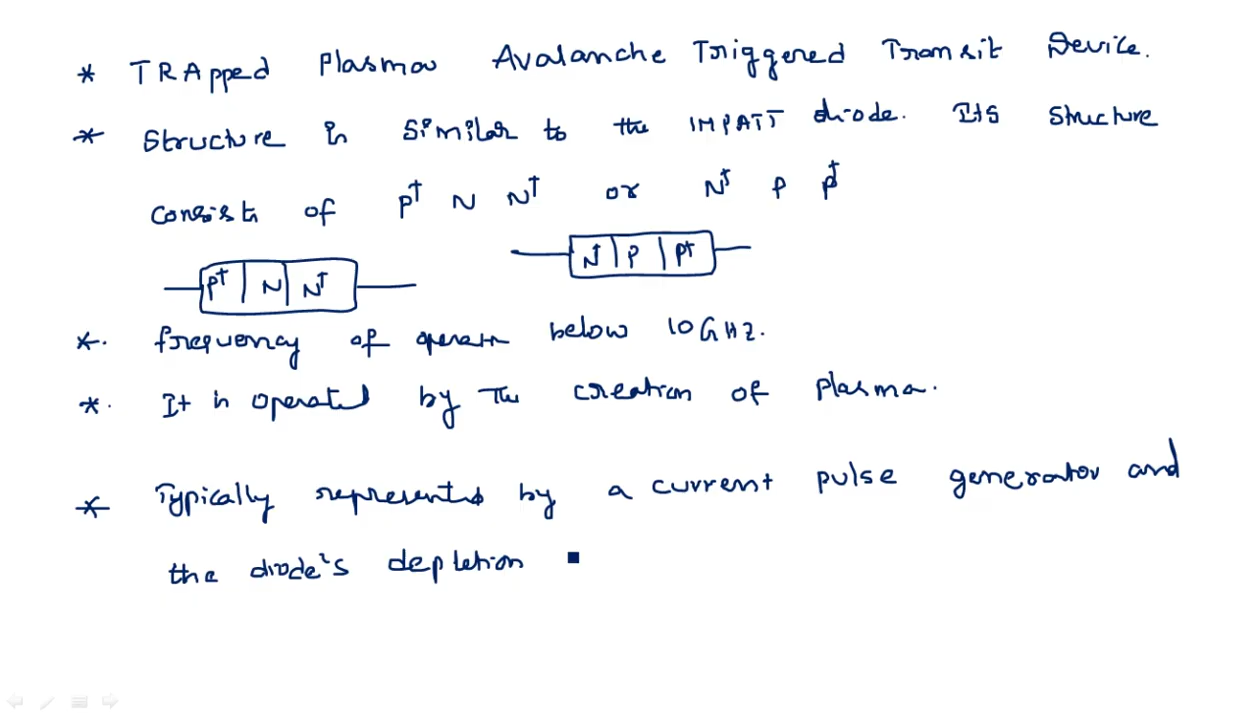 * TRApped Plasma Avalanche Triggered Transit Device.
* Structure is similar to the IMPATT diode. Its structure
consists of P⁺ N N⁺ or N⁺ P P⁺
N⁺ | P | P⁺
P⁺ | N | N⁺
*. frequency of operatn below 10GHZ.
*. It is operated by the creation of plasma.
* Typically represents by a current pulse generator and
the diode's depletion